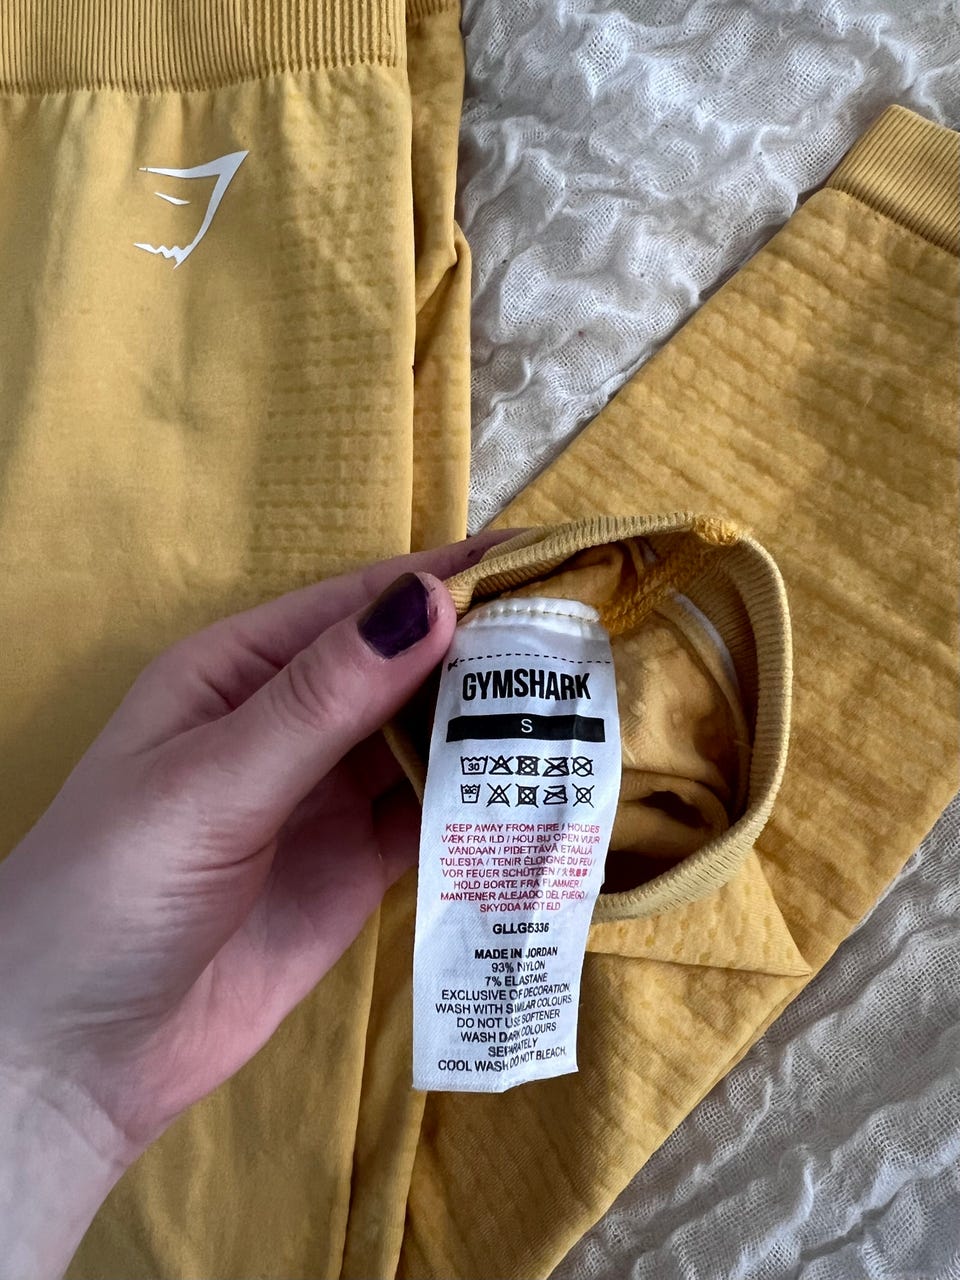 GYMSHARK
S
30
30°C
KEEP AWAY FROM FIRE / HOLDES
VÆK FRA ILD / HOU BIJ OPEN VUUR
VANDAAN / PIDETTÄVÄ ETÄÄLLÄ
TULESTA / TENIR ÉLOIGNÉ DU FEU /
VOR FEUER SCHÜTZEN /
HOLD BORTE FRA FLAMMER /
MANTENER ALEJADO DEL FUEGO /
SKYDDA MOT ELD
GLLG5336
MADE IN JORDAN
93% NYLON
7% ELASTANE
EXCLUSIVE OF DECORATION,
WASH WITH SIMILAR COLOURS.
DO NOT USE SOFTENER
WASH DARK COLOURS
SEPARATELY
COOL WASH DO NOT BLEACH,